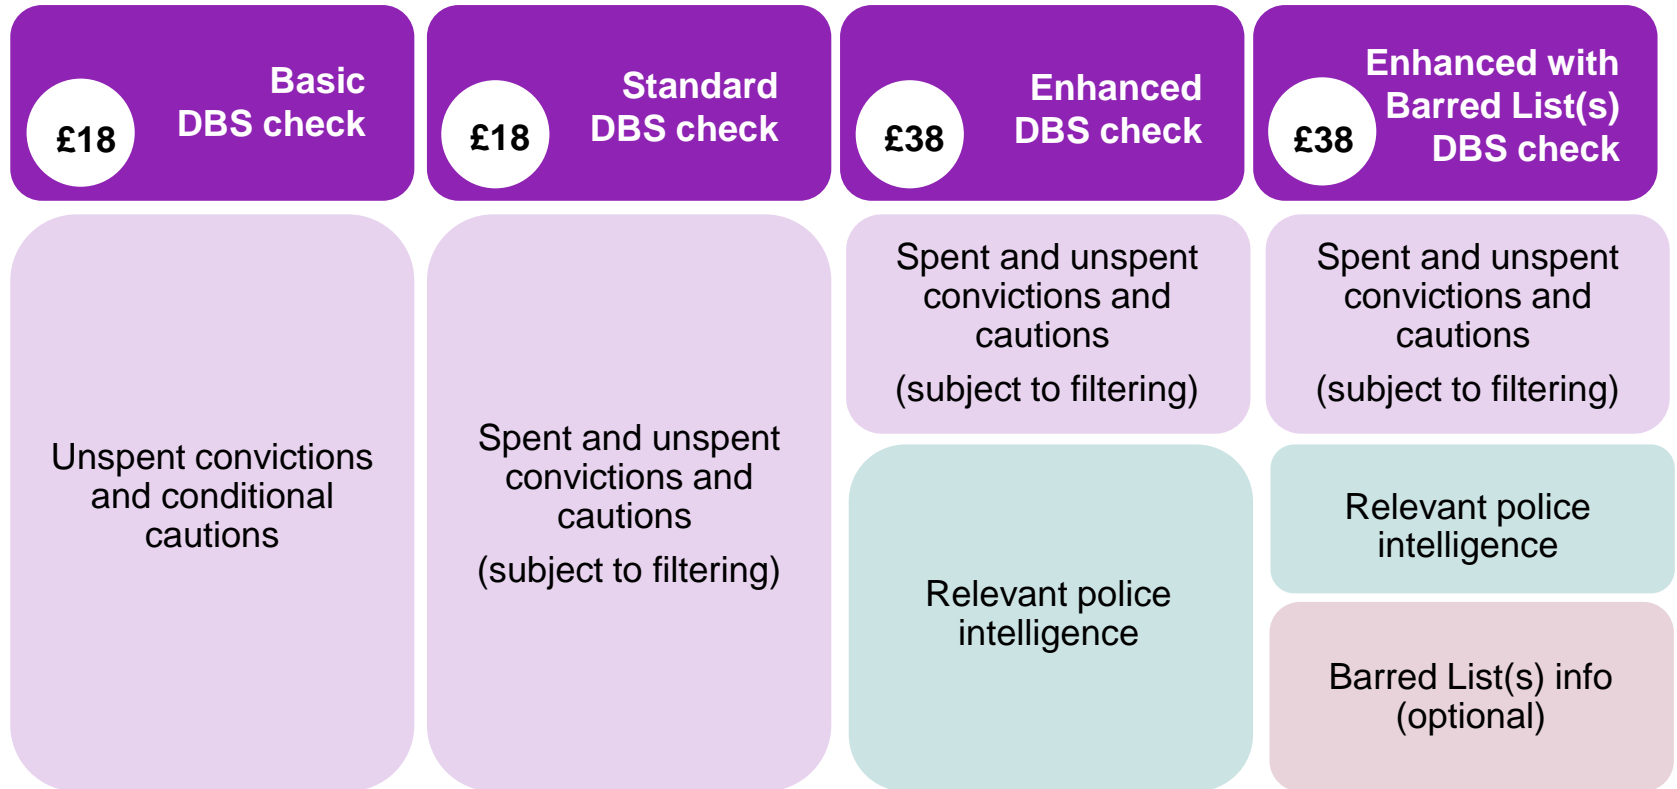 Basic
DBS check
£18
Standard
DBS check
£18
Enhanced
DBS check
£38
Enhanced with
Barred List(s)
DBS check
£38
Unspent convictions
and conditional
cautions
Spent and unspent
convictions and
cautions
(subject to filtering)
Spent and unspent
convictions and
cautions
(subject to filtering)
Relevant police
intelligence
Spent and unspent
convictions and
cautions
(subject to filtering)
Relevant police
intelligence
Barred List(s) info
(optional)